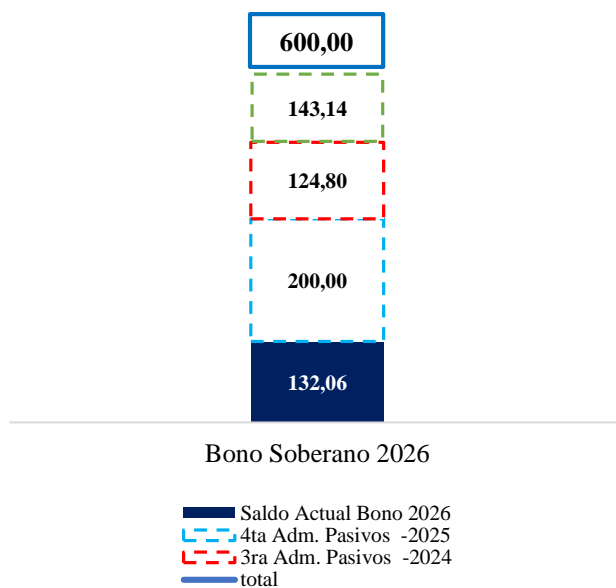 600,00
143,14
124,80
200,00
132,06
Bono Soberano 2026
Saldo Actual Bono 2026
4ta Adm. Pasivos -2025
3ra Adm. Pasivos -2024
total